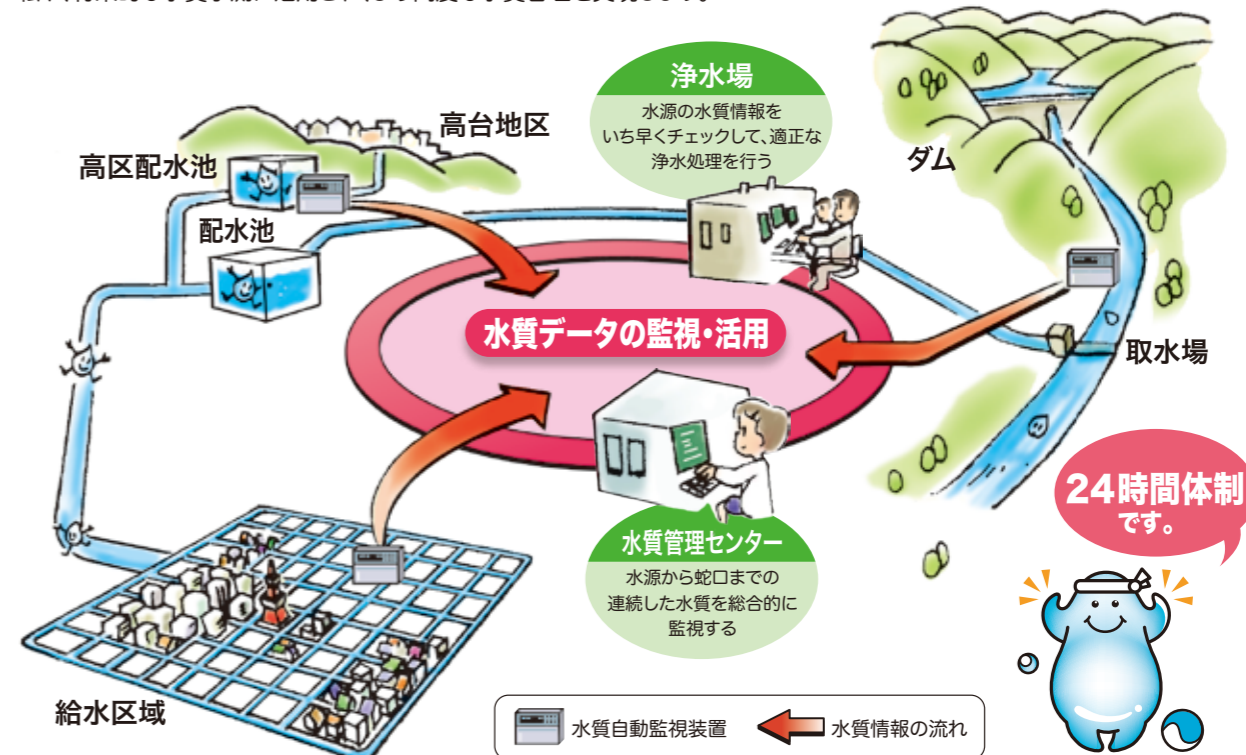 浄水場
水源の水質情報を
いち早くチェックして、適正な
浄水処理を行う
高台地区
高区配水池
配水池
ダム
水質データの監視・活用
取水場
24時間体制
です。
水質管理センター
水源から蛇口までの
連続した水質を総合的に
監視する
給水区域
水質自動監視装置
水質情報の流れ